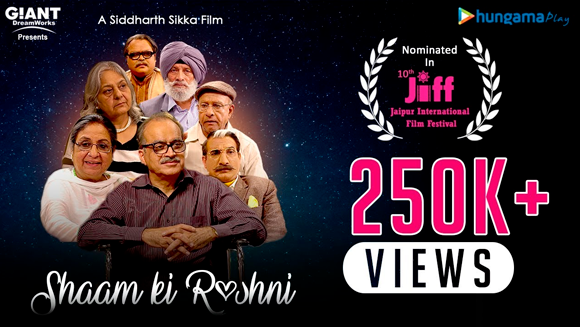 G!ANT
DreamWorks
Presents
A Siddharth Sikka Film
hungama play
Nominated
In
10th
Jiff
Jaipur International
Film Festival
250K+
VIEWS
Shaam ki Roshni